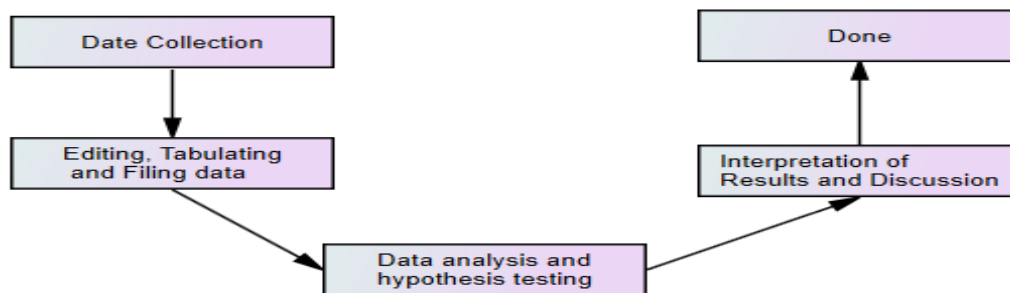 Date Collection
Editing, Tabulating
and Filing data
Data analysis and
hypothesis testing
Interpretation of
Results and Discussion
Done